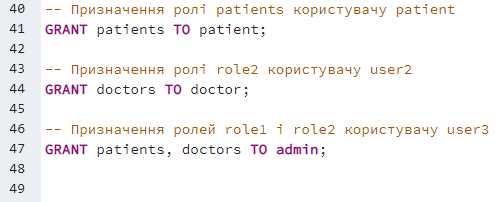 40 -- Призначення ролі patients користувачу patient
41 GRANT patients TO patient;
42
43 -- Призначення ролі role2 користувачу user2
44 GRANT doctors TO doctor;
45
46 -- Призначення ролей role1 і role2 користувачу user3
47 GRANT patients, doctors TO admin;
48
49